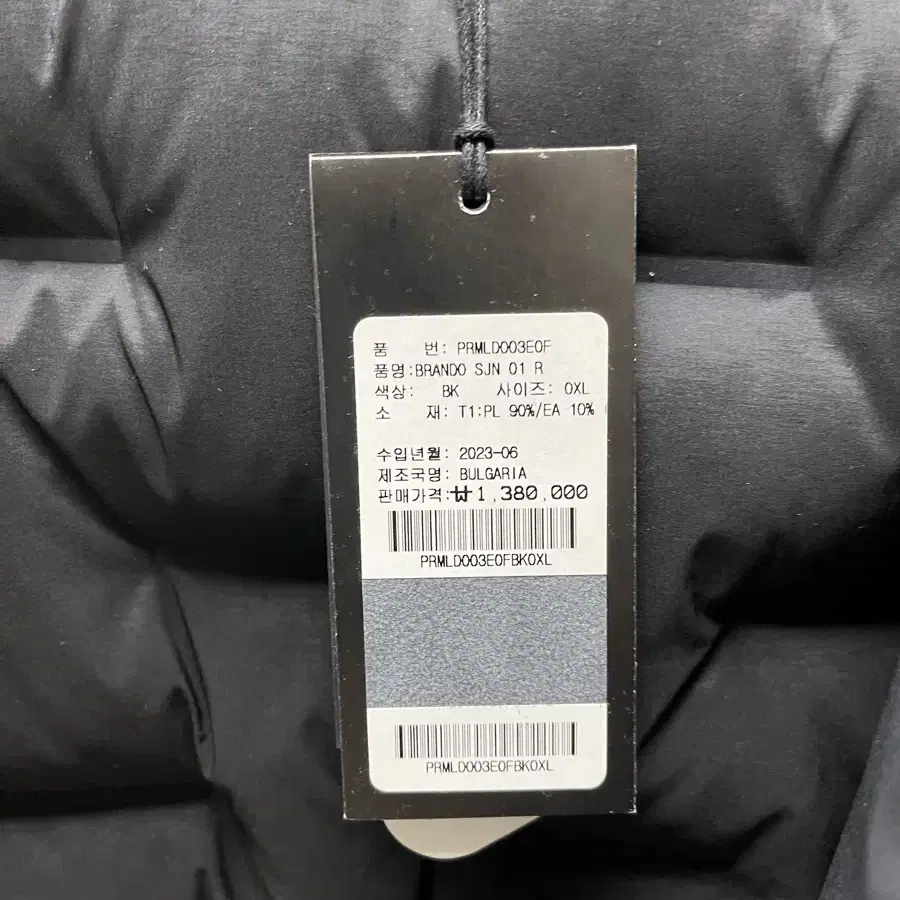 품 번: PRMLD003E0F
품명:BRANDO SJN 01 R
색상: BK 사이즈: 0XL
소 재: T1:PL 90%/EA 10%
수입년월: 2023-06
제조국명: BULGARIA
판매가격:₩1,380,000
PRMLD003E0FBK0XL
PRMLD003E0FBK0XL